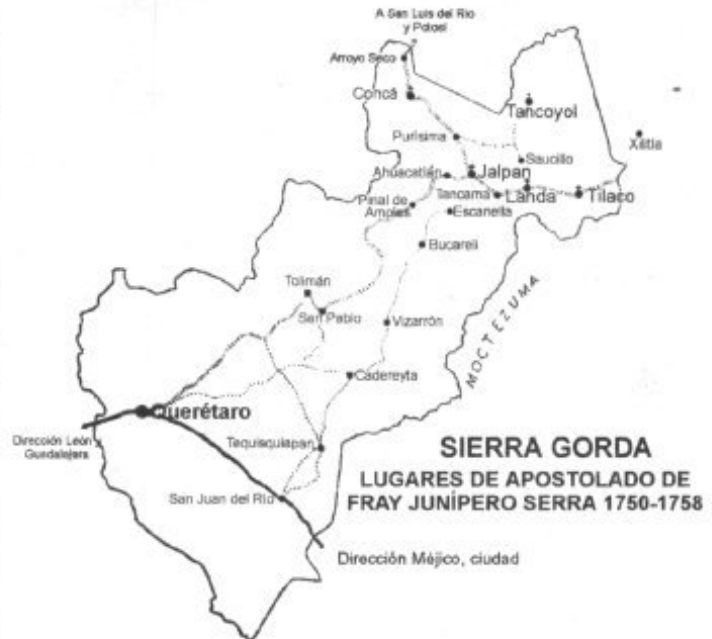 A San Luis del Río
y Potosí
Arroyo Seco
Concá
Tancoyol
Purísima
Xilitla
Saucillo
Ahuacatlán
Jalpan
Pinal de
Amoles
Tancama
Landa
Tilaco
Escanella
Bucareli
Tolimán
San Pablo
Vizarrón
MOCTEZUMA
Cadereyta
Querétaro
Dirección León y
Guadalajara
Tequisquiapan
SIERRA GORDA
LUGARES DE APOSTOLADO DE
FRAY JUNÍPERO SERRA 1750-1758
San Juan del Río
Dirección Méjico, ciudad